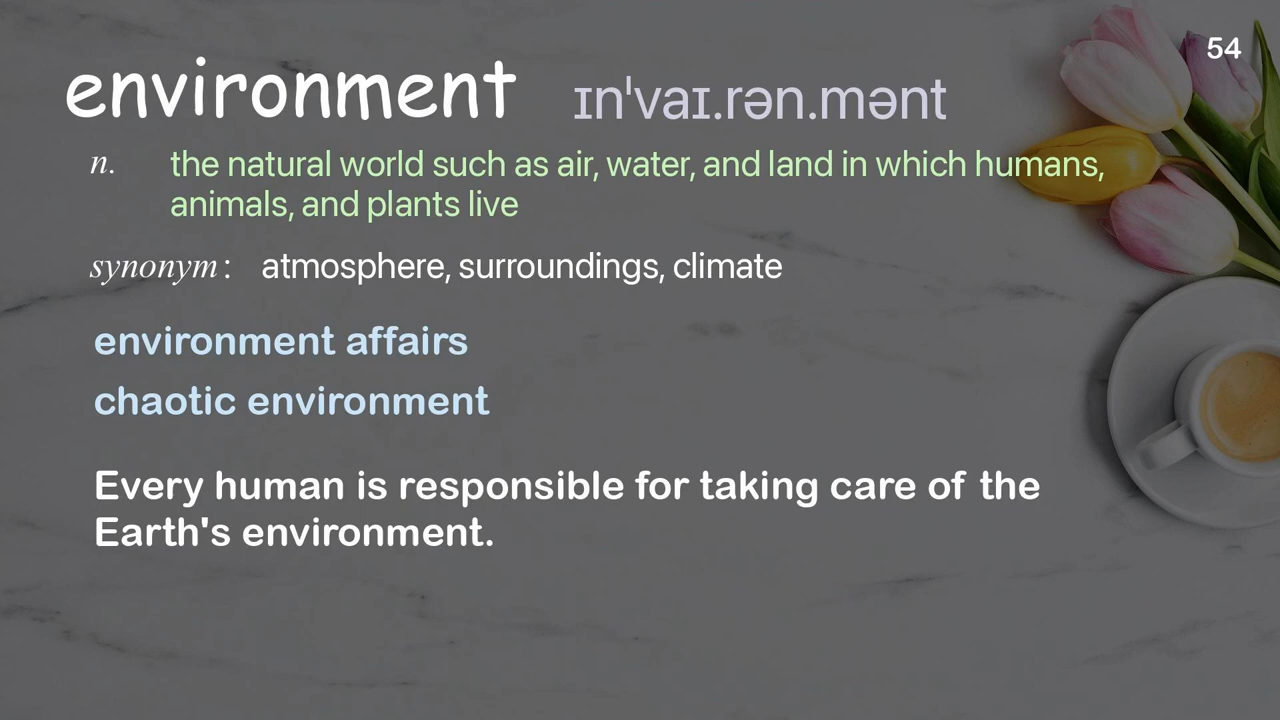 54
environment ɪnˈvaɪ.rən.mənt
n. the natural world such as air, water, and land in which humans,
animals, and plants live
synonym: atmosphere, surroundings, climate
environment affairs
chaotic environment
Every human is responsible for taking care of the
Earth's environment.